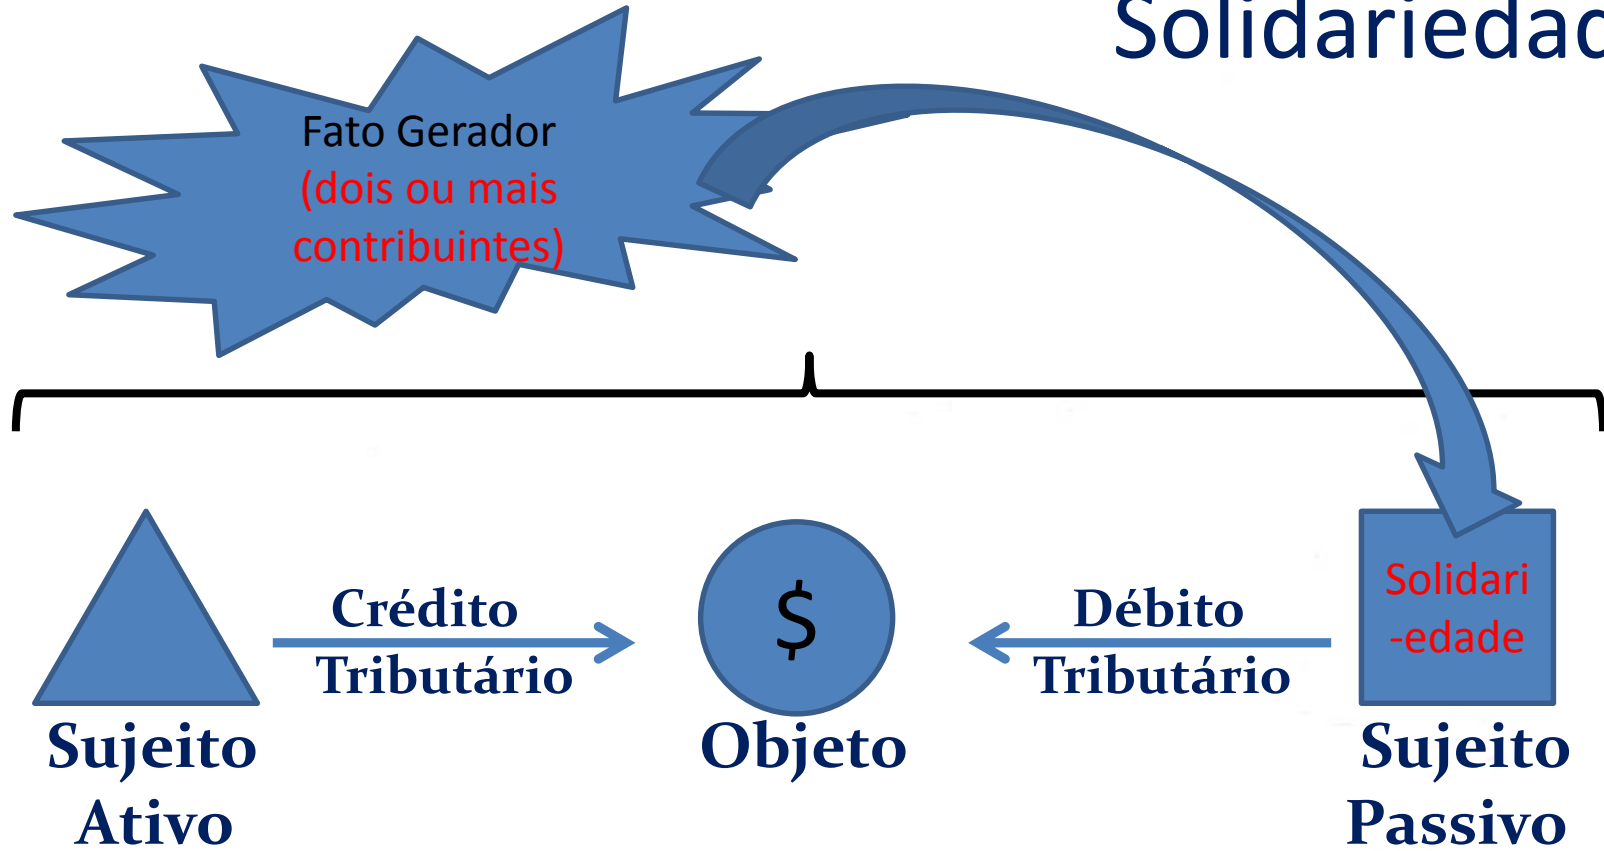 Solidariedad
Fato Gerador
(dois ou mais
contribuintes)
Crédito
Tributário
$
Débito
Tributário
Solidari
-edade
Sujeito
Ativo
Objeto
Sujeito
Passivo